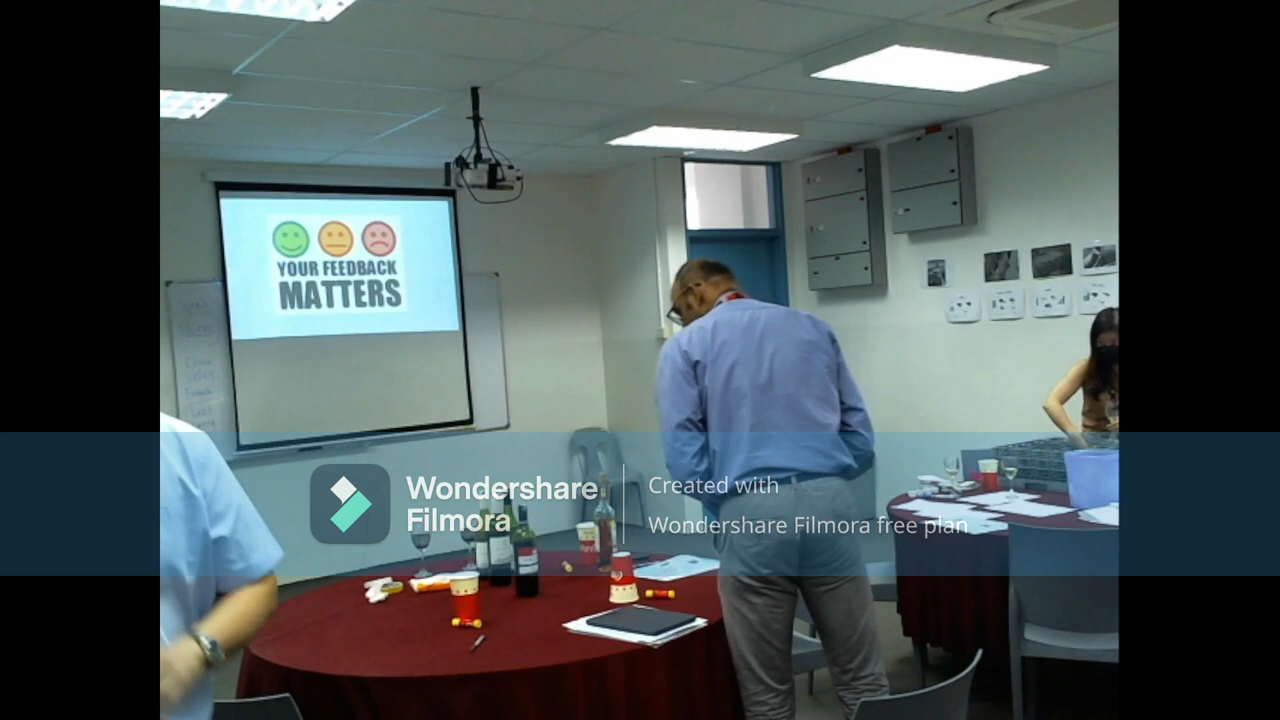 YOUR FEEDBACK
MATTERS
Wondershare
Filmora
Created with
Wondershare Filmora free plan